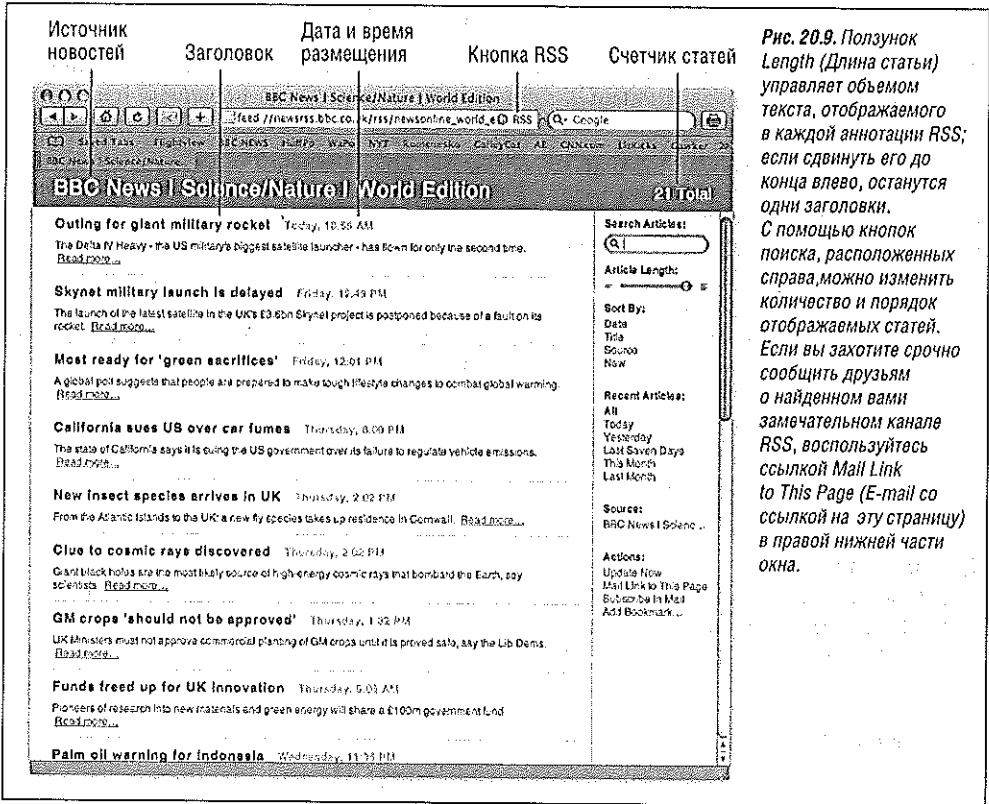 Источник
новостей
Заголовок
Дата и время
размещения
Кнопка RSS
Счетчик статей
BBC News | Science/Nature | World Edition
RSS
Google
BBC News | Science/Nature | World Edition
21 Total
Outing for giant military rocket Today, 10:55 AM
The Delta IV Heavy - the US military's biggest satellite launcher - has flown for only the second time.
Read more...
Skynet military launch is delayed Friday,
The launch of the latest satellite in the UK's £3.6bn Skynet project is postponed because of a fault on its
rocket. Read more...
Most ready for 'green sacrifices' Friday, 12:01 PM
A global poll suggests that people are prepared to make tough lifestyle changes to combat global warming.
Read more...
California sues US over car fumes Thursday,
The state of California says it is suing the US government over its failure to regulate vehicle emissions.
Read more...
New insect species arrives in UK Thursday, 2:02 PM
From the Atlantic Islands to the UK: a new fly species takes up residence in Cornwall. Read more...
Clue to cosmic rays discovered Thursday, 2:02 PM
Giant black holes are the most likely source of high-energy cosmic rays that bombard the Earth, say
scientists. Read more...
GM crops 'should not be approved' Thursday, 1:32 PM
UK Ministers must not approve commercial planting of GM crops until it is proved safe, say the Lib Dems.
Read more...
Funds freed up for UK innovation Thursday,
Pioneers of research into new materials and green energy will share a £100m government fund
Read more...
Palm oil warning for Indonesia Wednesday,
Search Articles:
Article Length:
Sort By:
Date
Title
Source
New
Recent Articles:
All
Today
Yesterday
Last Seven Days
This Month
Last Month
Source:
BBC News | Scienc ...
Actions:
Update Now
Mail Link to This Page
Subscribe in Mail
Add Bookmark...
Рис. 20.9. Ползунок
Length (Длина статьи)
управляет объемом
текста, отображаемого
в каждой аннотации RSS;
если сдвинуть его до
конца влево, останутся
одни заголовки.
С помощью кнопок
поиска, расположенных
справа,можно изменить
количество и порядок
отображаемых статей.
Если вы захотите срочно
сообщить друзьям
о найденном вами
замечательном канале
RSS, воспользуйтесь
ссылкой Mail Link
to This Page (E-mail со
ссылкой на эту страницу)
в правой нижней части
окна.